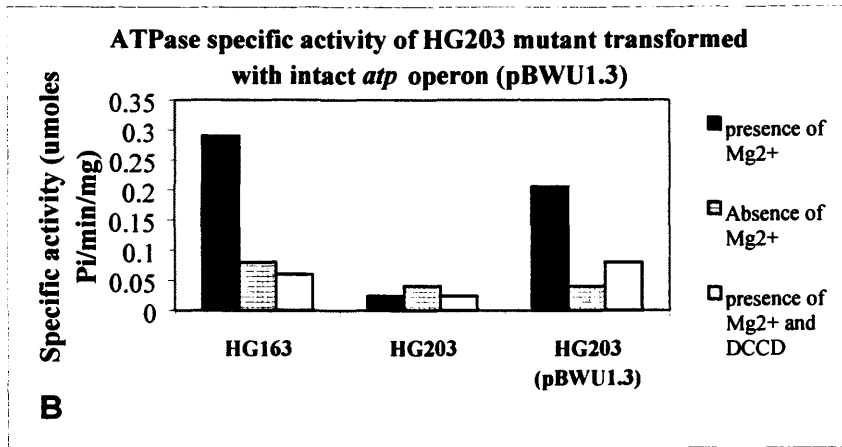 ATPase specific activity of HG203 mutant transformed
with intact atp operon (pBWU1.3)
Specific activity (umoles
Pi/min/mg)
0.35
0.3
0.25
0.2
0.15
0.1
0.05
0
HG163
HG203
HG203
(pBWU1.3)
presence of
Mg2+
Absence of
Mg2+
presence of
Mg2+ and
DCCD
B